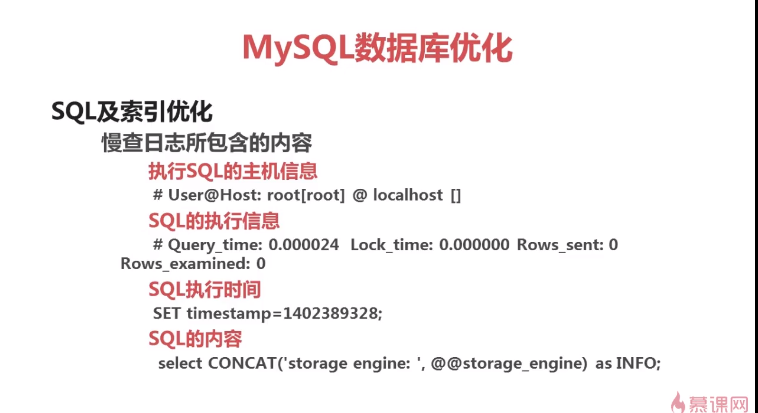 MySQL数据库优化
SQL及索引优化
慢查日志所包含的内容
执行SQL的主机信息
# User@Host: root[root] @ localhost []
SQL的执行信息
# Query_time: 0.000024 Lock_time: 0.000000 Rows_sent: 0
Rows_examined: 0
SQL执行时间
SET timestamp=1402389328;
SQL的内容
select CONCAT('storage engine: ', @@storage_engine) as INFO;
慕课网